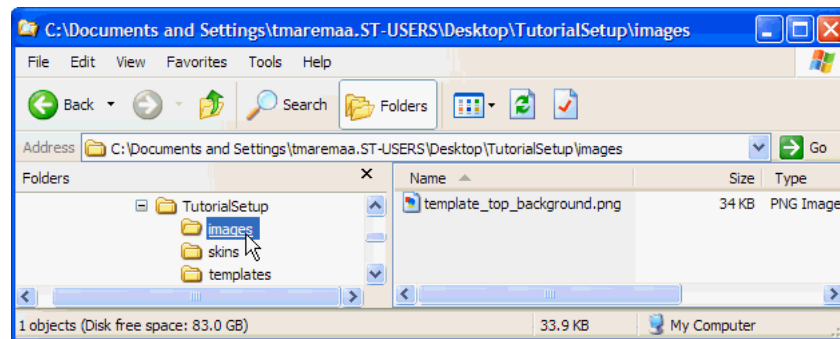 C:\Documents and Settings\tmaremaa.ST-USERS\Desktop\TutorialSetup\images
File Edit View Favorites Tools Help
Back Search Folders
Address C:\Documents and Settings\tmaremaa.ST-USERS\Desktop\TutorialSetup\images Go
Folders × Name Size Type
TutorialSetup template_top_background.png 34 KB PNG Image
images
skins
templates
1 objects (Disk free space: 83.0 GB) 33.9 KB My Computer